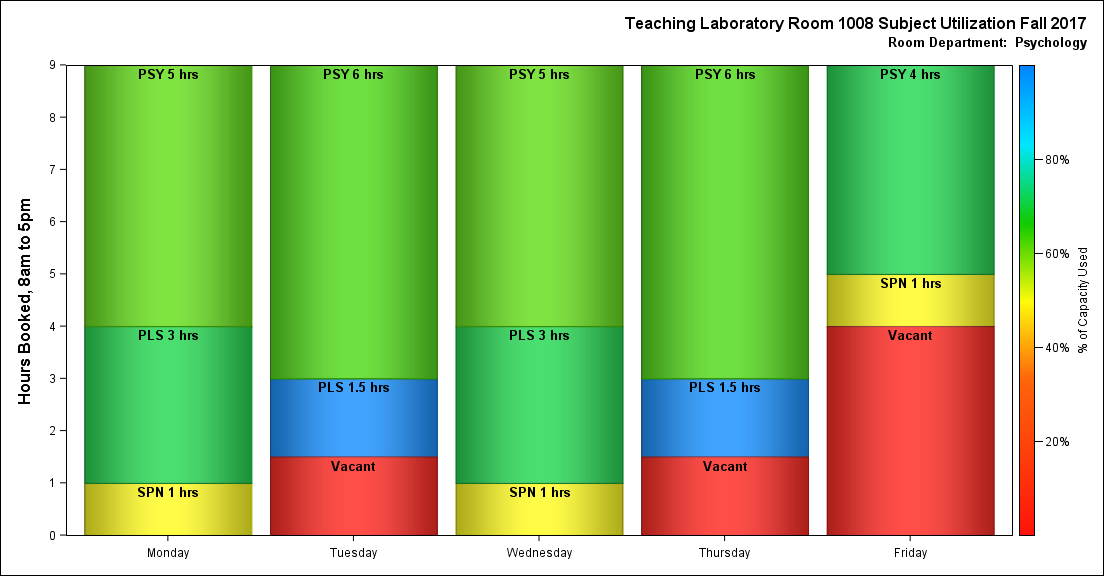 Teaching Laboratory Room 1008 Subject Utilization Fall 2017
Room Department:  Psychology
Hours Booked, 8am to 5pm
9
8
7
6
5
4
3
2
1
0
PSY 5 hrs
PLS 3 hrs
SPN 1 hrs
PSY 6 hrs
PLS 1.5 hrs
Vacant
PSY 5 hrs
PLS 3 hrs
SPN 1 hrs
PSY 6 hrs
PLS 1.5 hrs
Vacant
PSY 4 hrs
SPN 1 hrs
Vacant
Monday
Tuesday
Wednesday
Thursday
Friday
80%
60%
40%
20%
% of Capacity Used